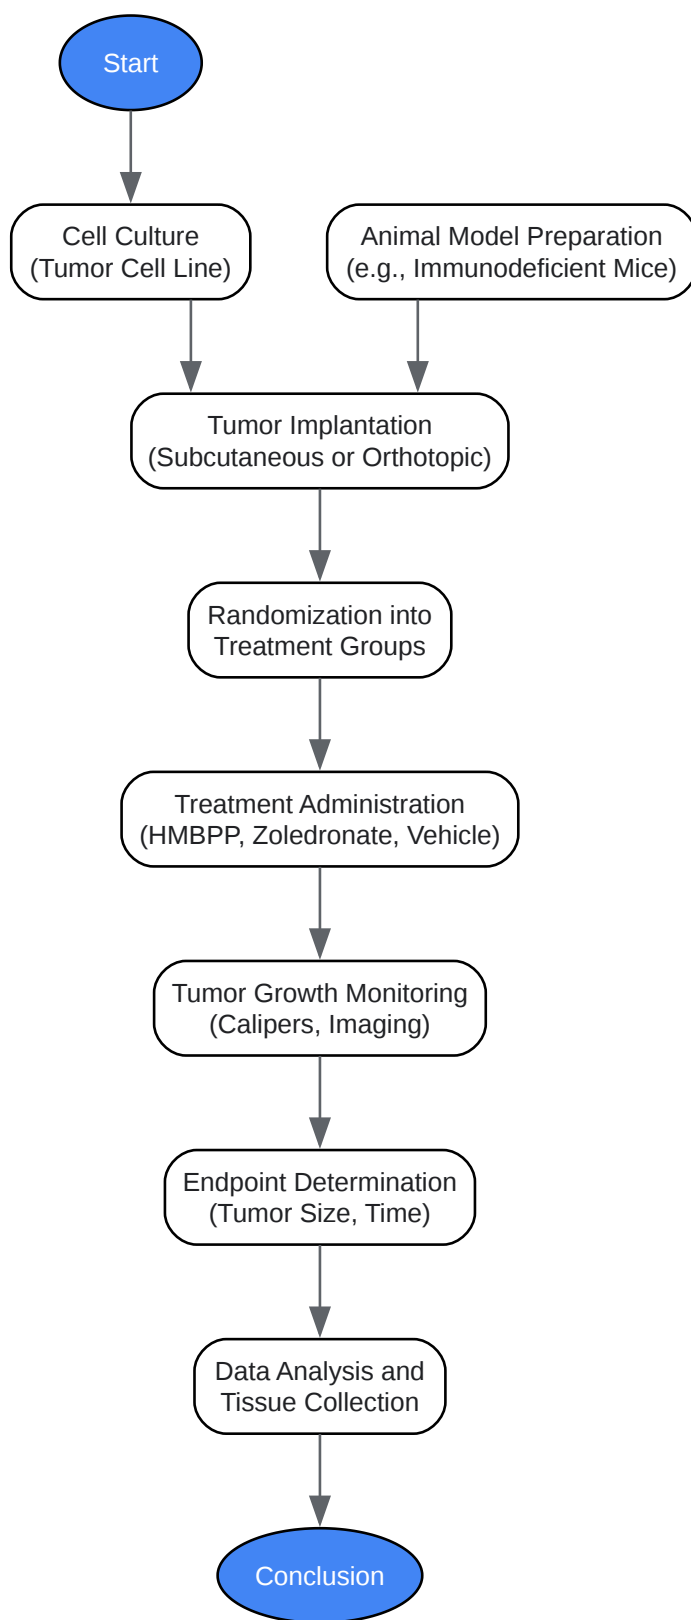 Start
Cell Culture
(Tumor Cell Line)
Animal Model Preparation
(e.g., Immunodeficient Mice)
Tumor Implantation
(Subcutaneous or Orthotopic)
Randomization into
Treatment Groups
Treatment Administration
(HMBPP, Zoledronate, Vehicle)
Tumor Growth Monitoring
(Calipers, Imaging)
Endpoint Determination
(Tumor Size, Time)
Data Analysis and
Tissue Collection
Conclusion